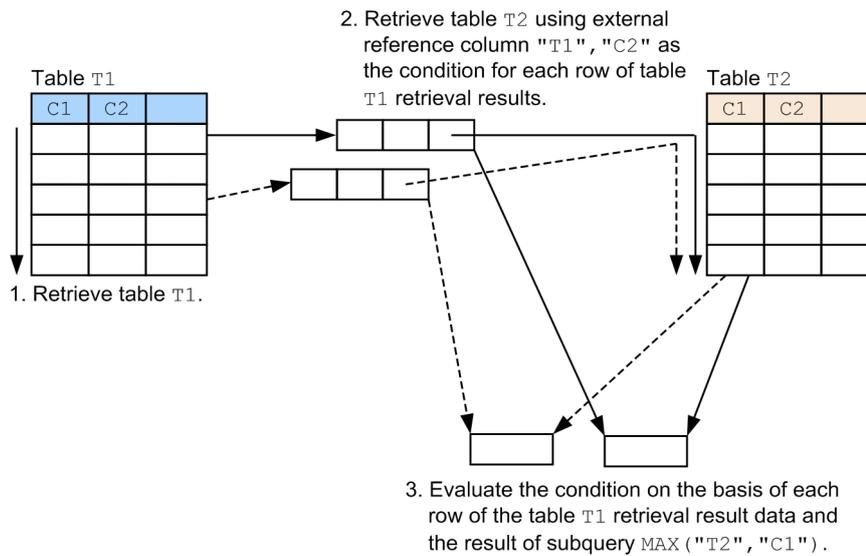 2. Retrieve table T2 using external
reference column "T1","C2" as
the condition for each row of table
T1 retrieval results.
Table T1
Table T2
C1 C2
C1 C2
1. Retrieve table T1.
3. Evaluate the condition on the basis of each
row of the table T1 retrieval result data and
the result of subquery MAX("T2","C1").